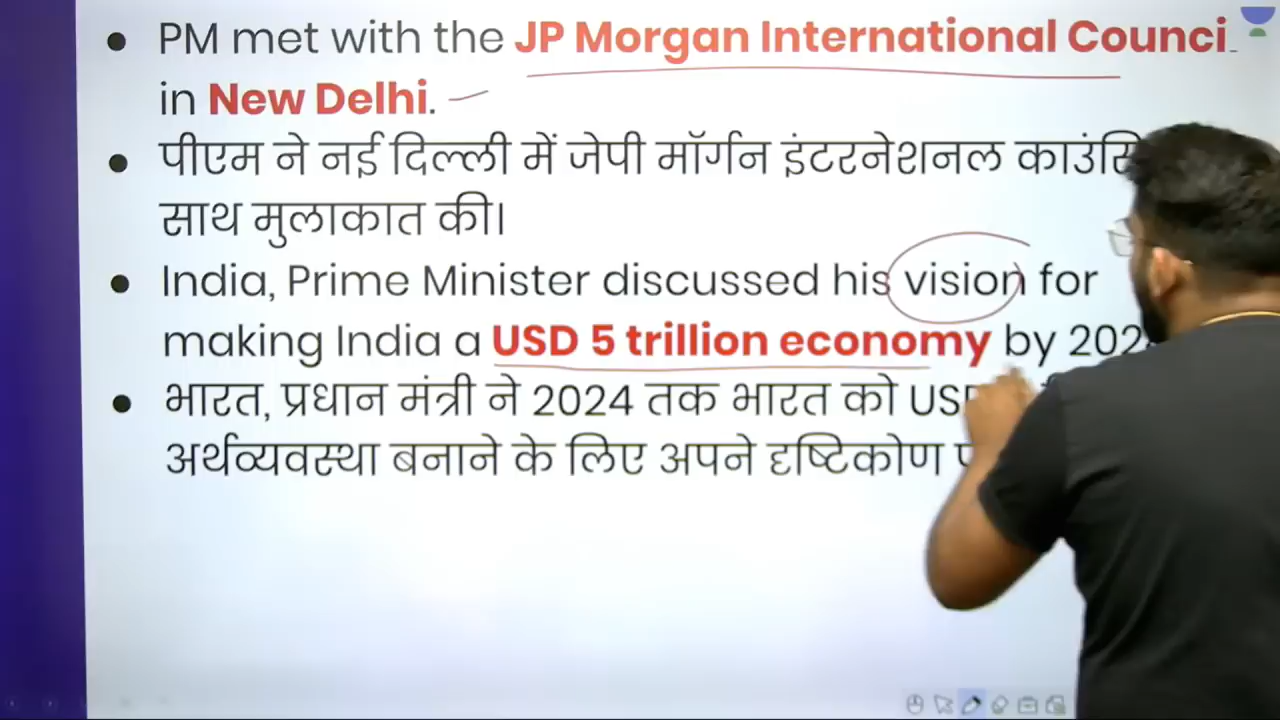 PM met with the JP Morgan International Counci
in New Delhi.
पीएम ने नई दिल्ली में जेपी मॉर्गन इंटरनेशनल
साथ मुलाकात की।
India, Prime Minister discussed his vision for
making India a USD 5 trillion economy by
भारत, प्रधान मंत्री ने 2024 तक भारत को USD
अर्थव्यवस्था बनाने के लिए अपने दृष्टिकोण